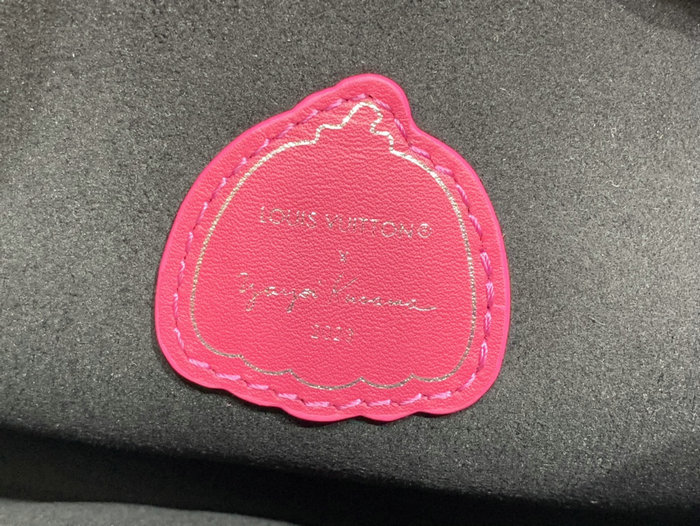 LOUIS VUITTON®
X
Yayoi Kusama
2023